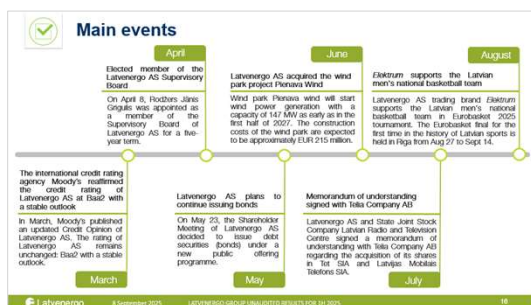 Main events
April
Elected member of the
Latvenergo AS Supervisory
Board
On April 8, Rodžers Jānis
Grigulis was appointed as
a member of the
Supervisory Board of
Latvenergo AS for a five-
year term.
June
Latvenergo AS acquired the wind
park project Pienava Wind
Wind park Pienava wind will start
wind power generation with a
capacity of 147 MW as early as in the
first half of 2027. The construction
costs of the wind park are expected
to be approximately EUR 215 million.
August
Elektrum supports the Latvian
men's national basketball team
Latvenergo AS trading brand Elektrum
supports the Latvian men's national
basketball team in Eurobasket 2025
tournament. The Eurobasket final for the
first time in the history of Latvian sports is
held in Riga from Aug 27 to Sept 14.
The international credit rating
agency Moody's reaffirmed
the credit rating of
Latvenergo AS at Baa2 with
a stable outlook
In March, Moody's published
an updated Credit Opinion of
Latvenergo AS. The rating of
Latvenergo AS remains
unchanged: Baa2 with a stable
outlook.
March
Latvenergo AS plans to
continue issuing bonds
On May 23, the Shareholder
Meeting of Latvenergo AS
decided to issue debt
securities (bonds) under a
new public offering
programme.
May
Memorandum of understanding
signed with Telia Company AB
Latvenergo AS and State Joint Stock
Company Latvian Radio and Television
Centre signed a memorandum of
understanding with Telia Company AB
regarding the acquisition of its shares
in Tet SIA and Latvijas Mobilais
Telefons SIA.
July
Latvenergo
8 September 2025
LATVENERGO GROUP UNAUDITED RESULTS FOR 1H 2025
16